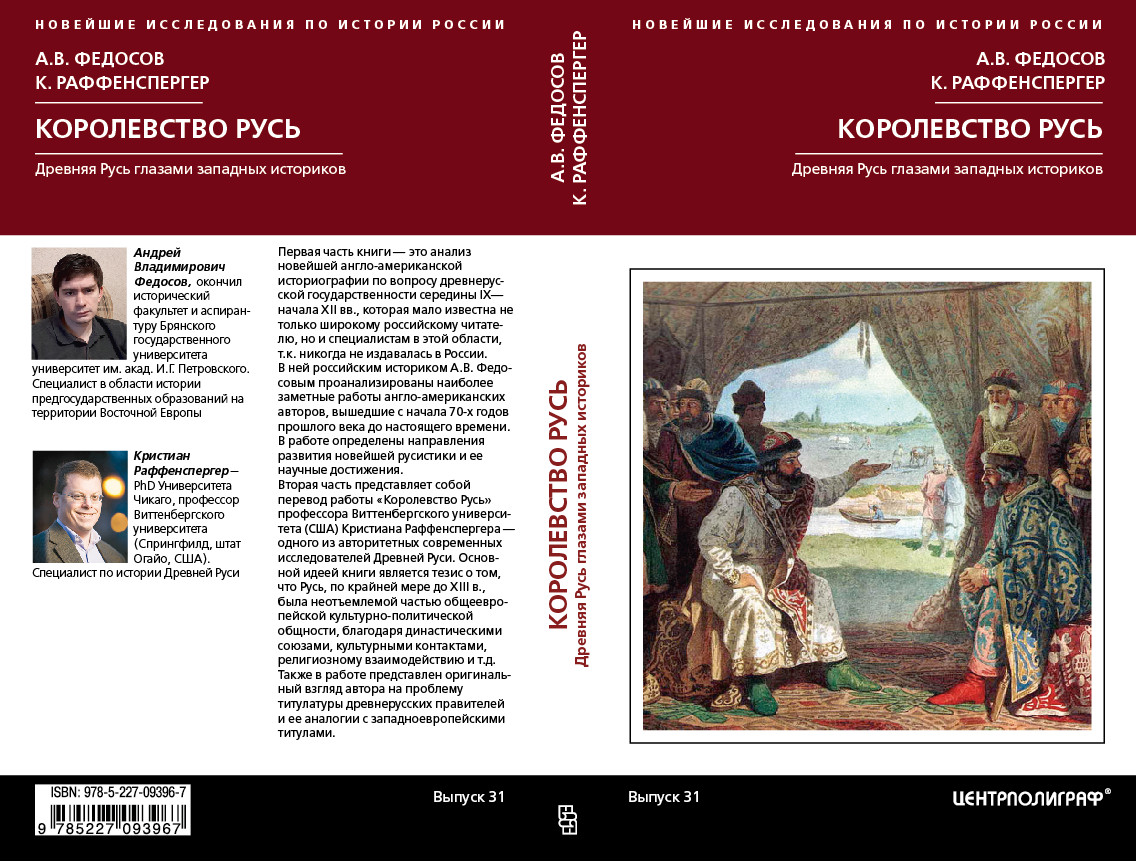 НОВЕЙШИЕ ИССЛЕДОВАНИЯ ПО ИСТОРИИ РОССИИ
А.В. ФЕДОСОВ
К. РАФФЕНСПЕРГЕР
КОРОЛЕВСТВО РУСЬ
Древняя Русь глазами западных историков
Андрей
Владимирович
Федосов, окончил
исторический
факультет и аспиран-
туру Брянского
государственного
университета
университет им. акад. И.Г. Петровского.
Специалист в области истории
предгосударственных образований на
территории Восточной Европы
Кристиан
Раффенспергер —
PhD Университета
Чикаго, профессор
Виттенбергского
университета
(Спрингфилд, штат
Огайо, США).
Специалист по истории Древней Руси
Первая часть книги — это анализ
новейшей англо-американской
историографии по вопросу древнерус-
ской государственности середины IX—
начала XII вв., которая мало известна не
только широкому российскому читате-
лю, но и специалистам в этой области,
т.к. никогда не издавалась в России.
В ней российским историком А.В. Федо-
совым проанализированы наиболее
заметные работы англо-американских
авторов, вышедшие с начала 70-х годов
прошлого века до настоящего времени.
В работе определены направления
развития новейшей русистики и ее
научные достижения.
Вторая часть представляет собой
перевод работы «Королевство Русь»
профессора Виттенбергского универси-
тета (США) Кристиана Раффенспергера —
одного из авторитетных современных
исследователей Древней Руси. Основ-
ной идеей книги является тезис о том,
что Русь, по крайней мере до XIII в.,
была неотъемлемой частью общеевро-
пейской культурно-политической
общности, благодаря династическими
союзами, культурными контактами,
религиозному взаимодействию и т.д.
Также в работе представлен оригиналь-
ный взгляд автора на проблему
титулатуры древнерусских правителей
и ее аналогии с западноевропейскими
титулами.
ISBN: 978-5-227-09396-7
9 785227 093967
Выпуск 31
А.В. ФЕДОСОВ
К. РАФФЕНСПЕРГЕР
КОРОЛЕВСТВО РУСЬ
Древняя Русь глазами западных историков
НОВЕЙШИЕ ИССЛЕДОВАНИЯ ПО ИСТОРИИ РОССИИ
А.В. ФЕДОСОВ
К. РАФФЕНСПЕРГЕР
КОРОЛЕВСТВО РУСЬ
Древняя Русь глазами западных историков
Выпуск 31
ЦЕНТРПОЛИГРАФ®